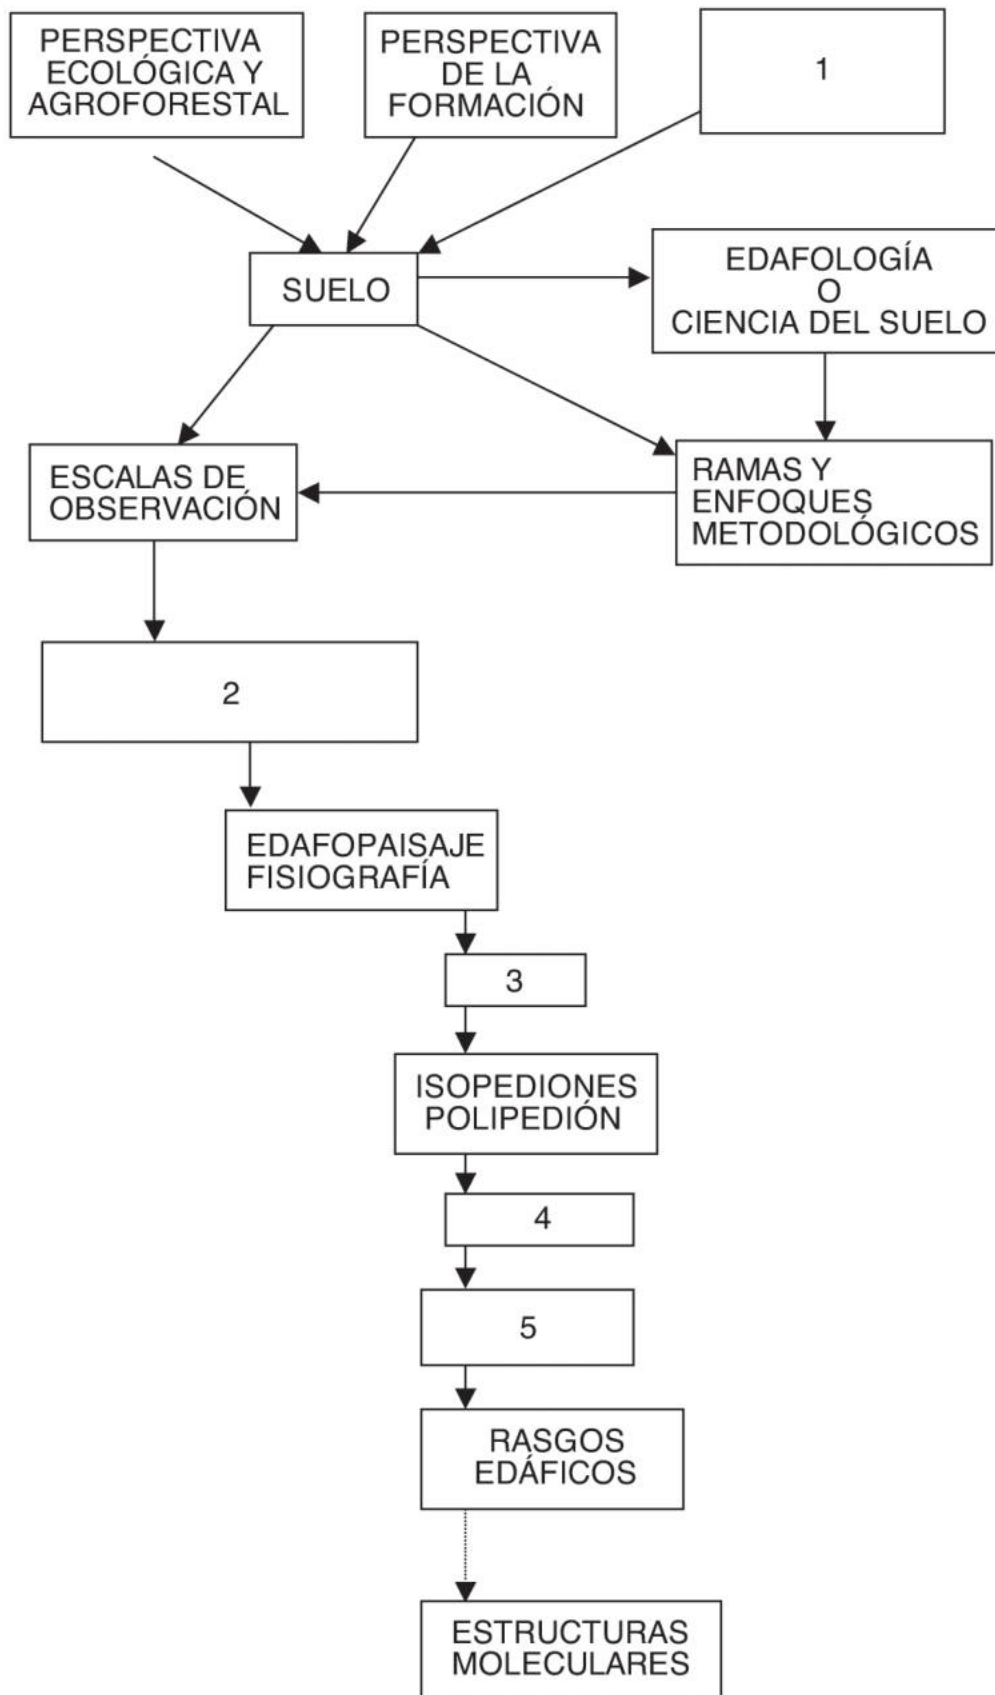 PERSPECTIVA
ECOLÓGICA Y
AGROFORESTAL
PERSPECTIVA
DE LA
FORMACIÓN
1
SUELO
EDAFOLOGÍA
O
CIENCIA DEL SUELO
ESCALAS DE
OBSERVACIÓN
RAMAS Y
ENFOQUES
METODOLÓGICOS
2
EDAFOPAISAJE
FISIOGRAFÍA
3
ISOPEDIONES
POLIPEDIÓN
4
5
RASGOS
EDÁFICOS
ESTRUCTURAS
MOLECULARES